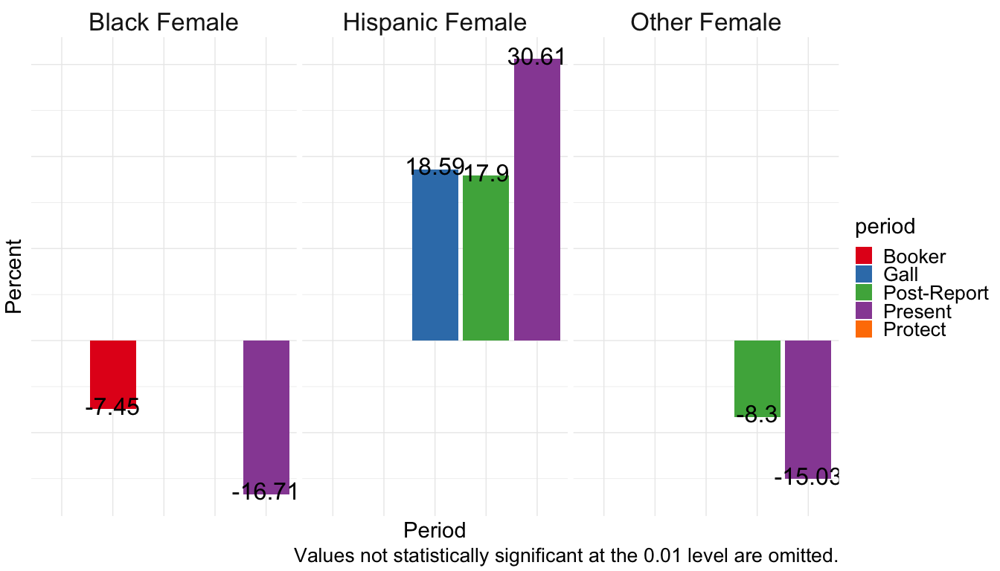 Black Female
Hispanic Female
Other Female
30.61
18.59
17.9
-7.45
-8.3
-15.03
-16.71
Percent
Period
period
Booker
Gall
Post-Report
Present
Protect
Values not statistically significant at the 0.01 level are omitted.